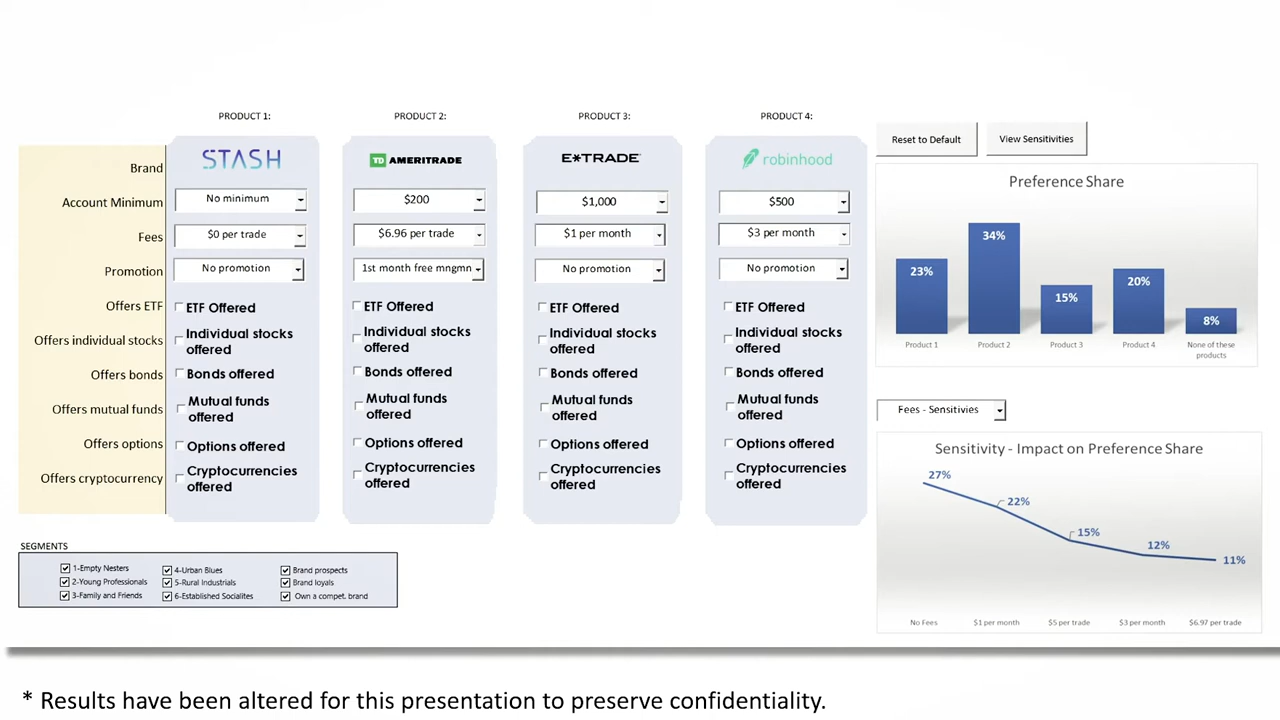 PRODUCT 1:
PRODUCT 2:
PRODUCT 3:
PRODUCT 4:
Brand
STASH
TD AMERITRADE
E*TRADE
robinhood
Account Minimum
No minimum
$200
$1,000
$500
Fees
$0 per trade
$6.96 per trade
$1 per month
$3 per month
Promotion
No promotion
1st month free mngmn
No promotion
No promotion
Offers ETF
ETF Offered
ETF Offered
ETF Offered
ETF Offered
Offers individual stocks
Individual stocks
offered
Individual stocks
offered
Individual stocks
offered
Individual stocks
offered
Offers bonds
Bonds offered
Bonds offered
Bonds offered
Bonds offered
Offers mutual funds
Mutual funds
offered
Mutual funds
offered
Mutual funds
offered
Mutual funds
offered
Offers options
Options offered
Options offered
Options offered
Options offered
Offers cryptocurrency
Cryptocurrencies
offered
Cryptocurrencies
offered
Cryptocurrencies
offered
Cryptocurrencies
offered
SEGMENTS
1-Empty Nesters
2-Young Professionals
3-Family and Friends
4-Urban Blues
5-Rural Industrials
6-Established Socialites
Brand prospects
Brand loyals
Own a compet. brand
Reset to Default
View Sensitivities
Preference Share
23%
34%
15%
20%
8%
Product 1
Product 2
Product 3
Product 4
None of these
products
Fees - Sensitivies
Sensitivity - Impact on Preference Share
27%
22%
15%
12%
11%
No Fees
$1 per month
$5 per trade
$3 per month
$6.97 per trade
* Results have been altered for this presentation to preserve confidentiality.